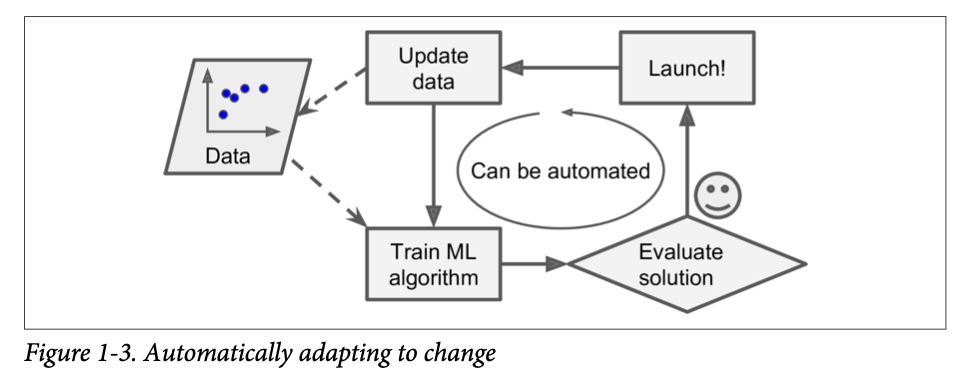 Update
data
Launch!
Data
Can be automated
Train ML
algorithm
Evaluate
solution
Figure 1-3. Automatically adapting to change